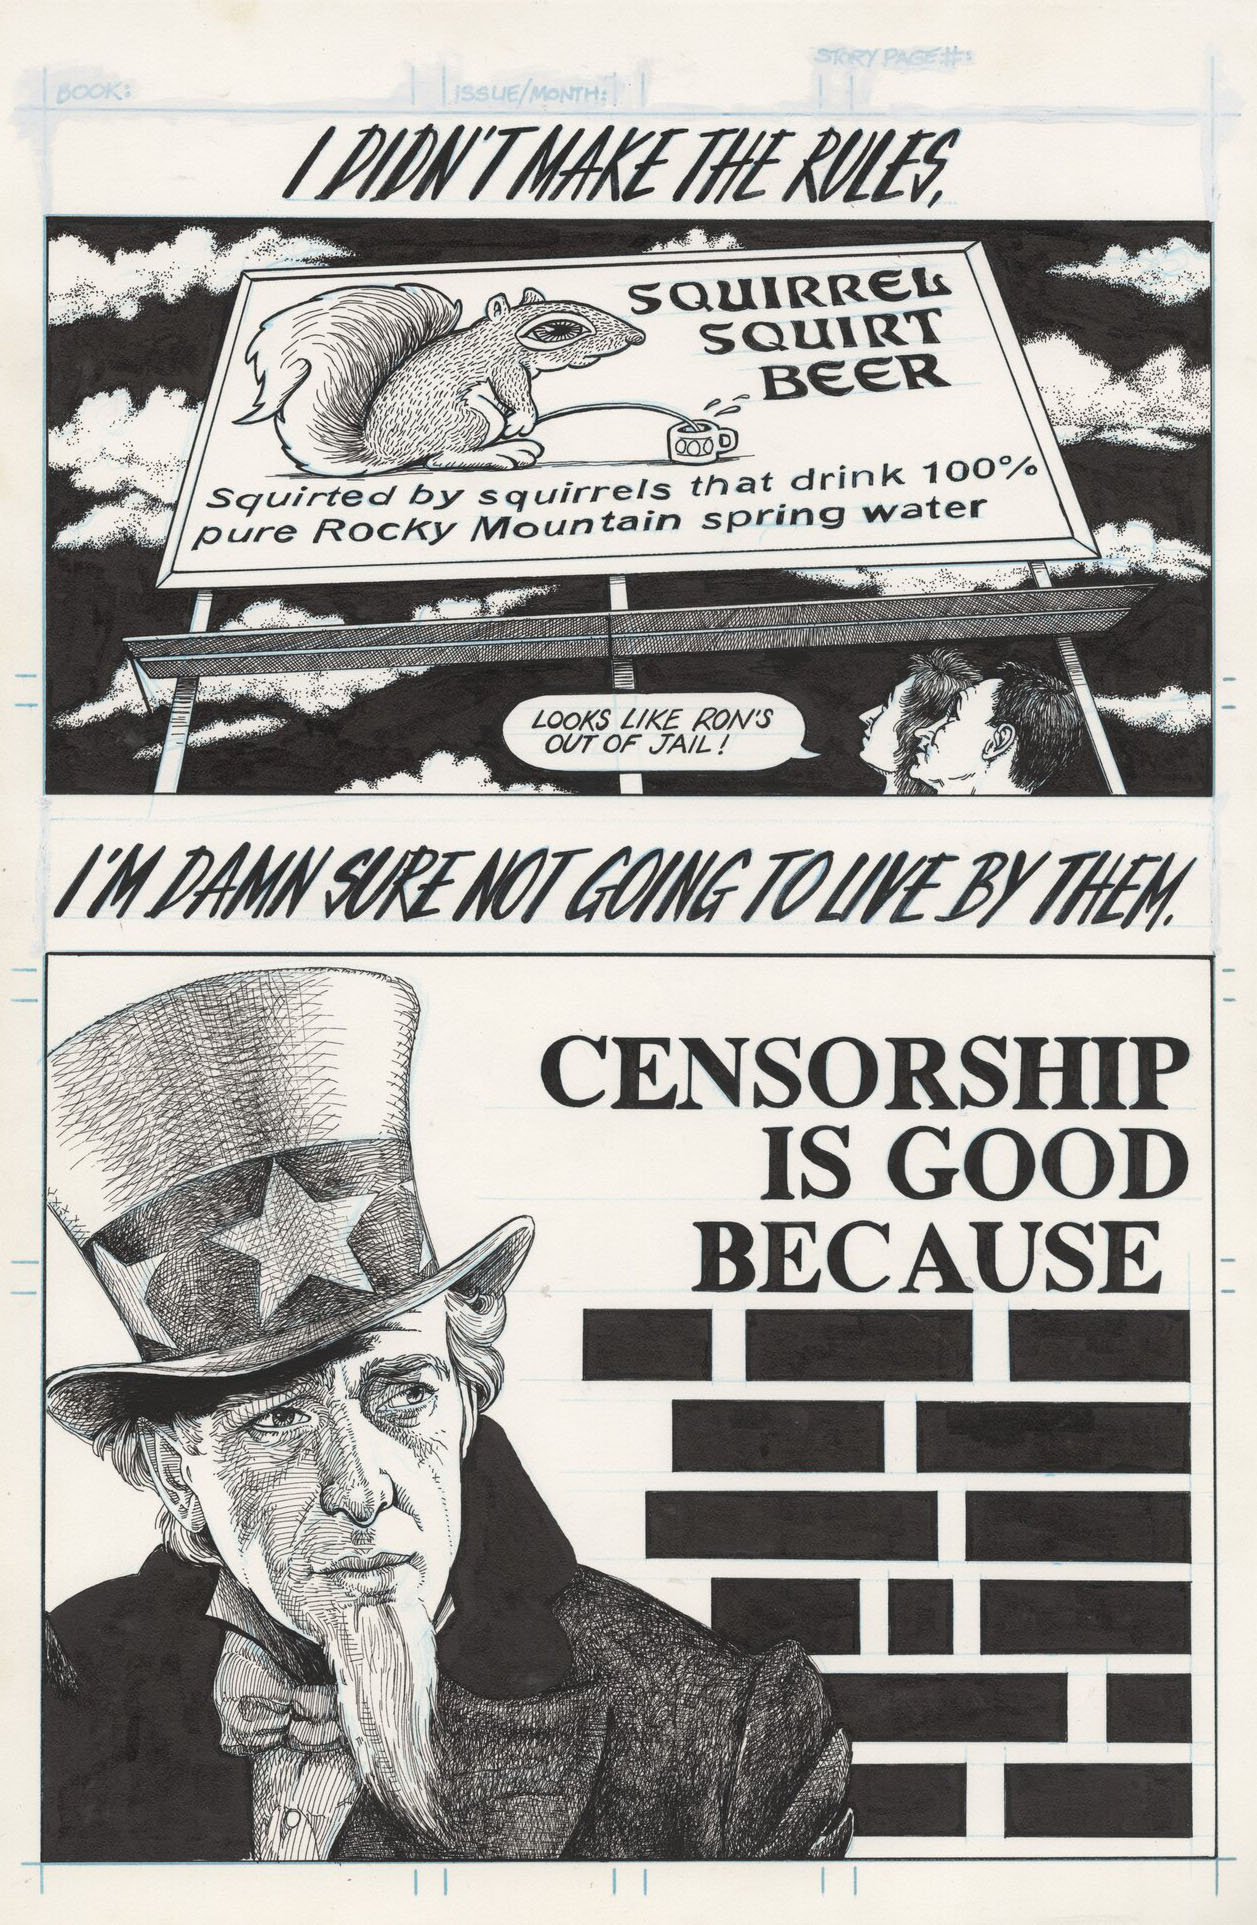 STORY PAGE #:
BOOK:
ISSUE/MONTH:
I DIDN'T MAKE THE RULES,
SQUIRREL
SQUIRT
BEER
Squirted by squirrels that drink 100%
pure Rocky Mountain spring water
LOOKS LIKE RON'S
OUT OF JAIL!
I'M DAMN SURE NOT GOING TO LIVE BY THEM.
CENSORSHIP
IS GOOD
BECAUSE